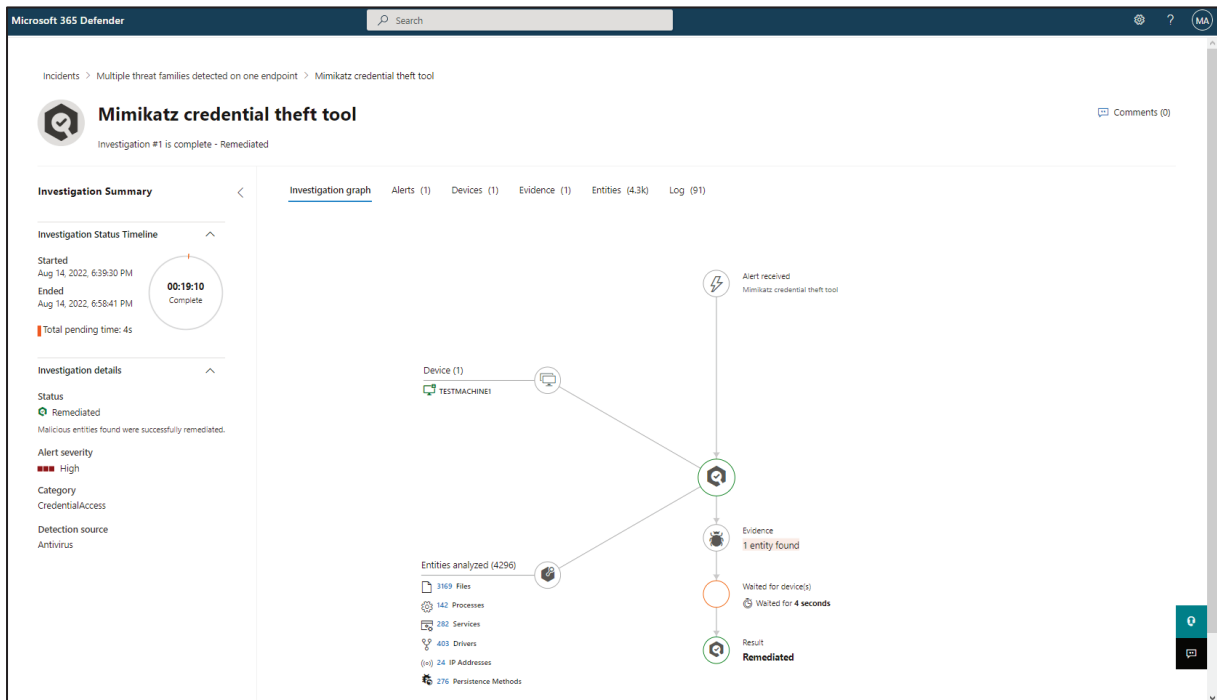 Microsoft 365 Defender
Search
MA
Incidents > Multiple threat families detected on one endpoint > Mimikatz credential theft tool
Mimikatz credential theft tool
Investigation #1 is complete - Remediated
Comments (0)
Investigation Summary
Investigation graph Alerts (1) Devices (1) Evidence (1) Entities (4.3k) Log (91)
Investigation Status Timeline
Started
Aug 14, 2022, 6:39:30 PM
Ended
Aug 14, 2022, 6:58:41 PM
00:19:10
Complete
Total pending time: 4s
Investigation details
Status
Remediated
Malicious entities found were successfully remediated.
Alert severity
High
Category
CredentialAccess
Detection source
Antivirus
Alert received
Mimikatz credential theft tool
Device (1)
TESTMACHINE1
Entities analyzed (4296)
3169 Files
142 Processes
282 Services
403 Drivers
24 IP Addresses
276 Persistence Methods
Evidence
1 entity found
Waited for device(s)
Waited for 4 seconds
Result
Remediated